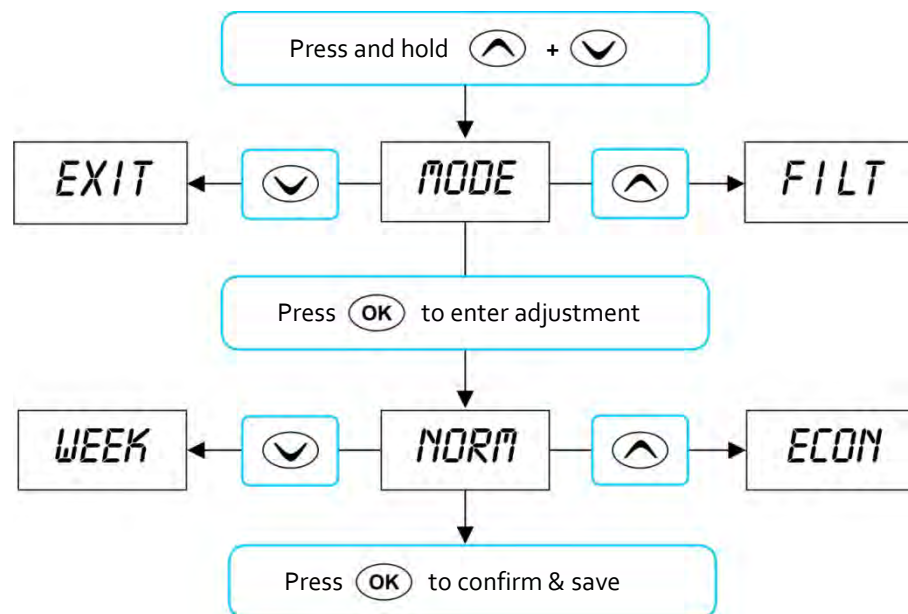 Press and hold +
EXIT MODE FILT
Press OK to enter adjustment
WEEK NORM ECON
Press OK to confirm & save